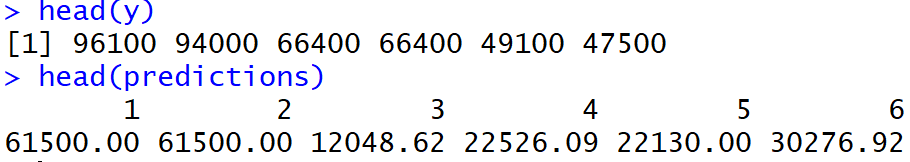 > head(y)
[1] 96100 94000 66400 66400 49100 47500
> head(predictions)
1 2 3 4 5 6
61500.00 61500.00 12048.62 22526.09 22130.00 30276.92